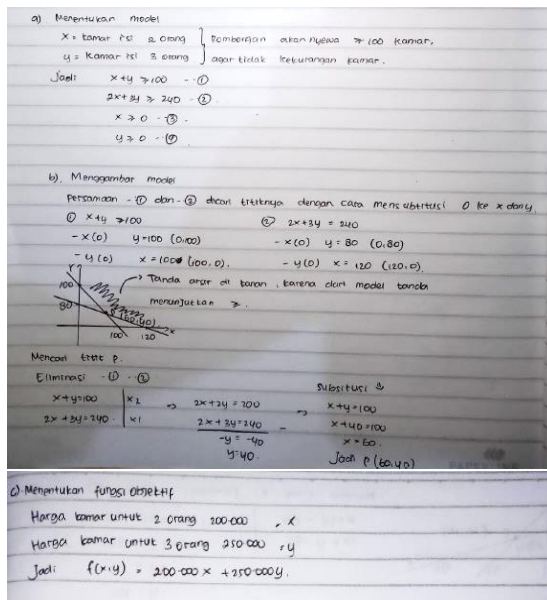 a) Menentukan model
x = kamar isi 2 orang } Rombongan akan nyewa ≥ 100 kamar,
y = kamar isi 3 orang } agar tidak kekurangan kamar.
Jadi x+y ≥ 100 -- ①
2x+3y ≥ 240 - ②
x ≥ 0 - ③ -
y ≥ 0 -- ④
b). Menggambar model
Persamaan - ① dan - ② dicari titiknya dengan cara mensubtitusi 0 ke x dan y.
① x+y ≥ 100 ② 2x+3y = 240
- x (0) y=100 (0,100) - x (0) y = 80 (0,80)
- y (0) x = 100 (100,0). - y (0) x = 120 (120,0).
Y
100
80
P(60,40)
x
100 120
→ Tanda arsir di kanan, karena dari model tanda
menunjukkan ≥.
Mencari titik P.
Eliminasi - ① - ②
x+y=100 | x2 ⇒ 2x+2y = 200
2x+3y=240 | x1 2x+3y=240 -
-y = -40
y=40.
Subsitusi
⇒ x+y=100
x+40=100
x=60.
Jadi P (60,40)
c). Menentukan fungsi objektif
Harga kamar untuk 2 orang 200.000 , x
Harga kamar untuk 3 orang 250.000 , y
Jadi f(x,y) = 200.000x + 250.000y.